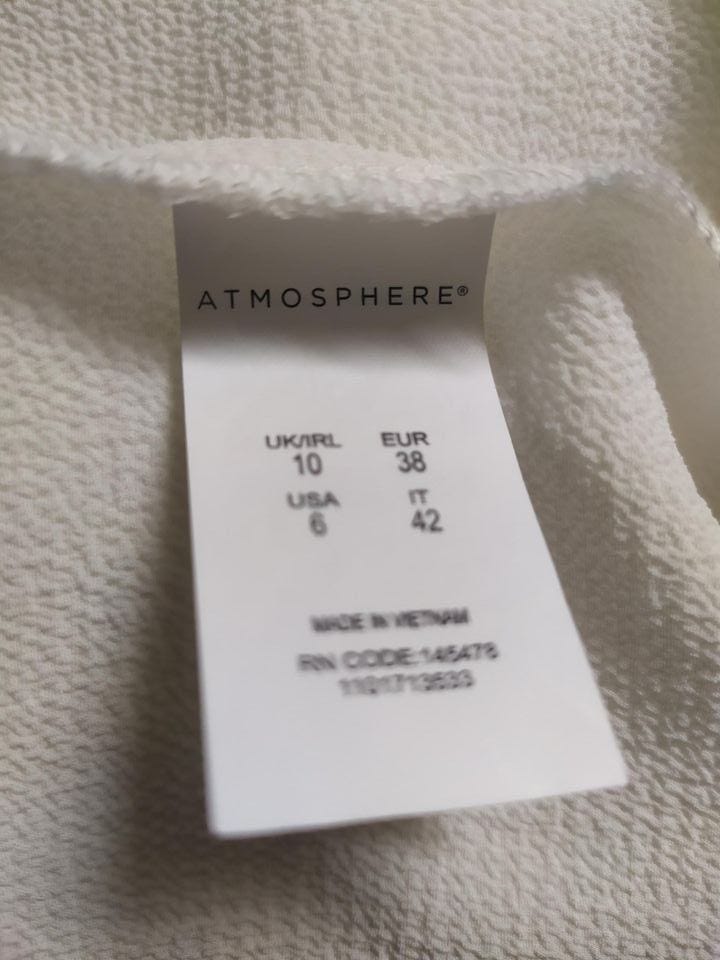 ATMOSPHERE®
UK/IRL EUR
10 38
USA IT
6 42
MADE IN VIETNAM
RN CODE: